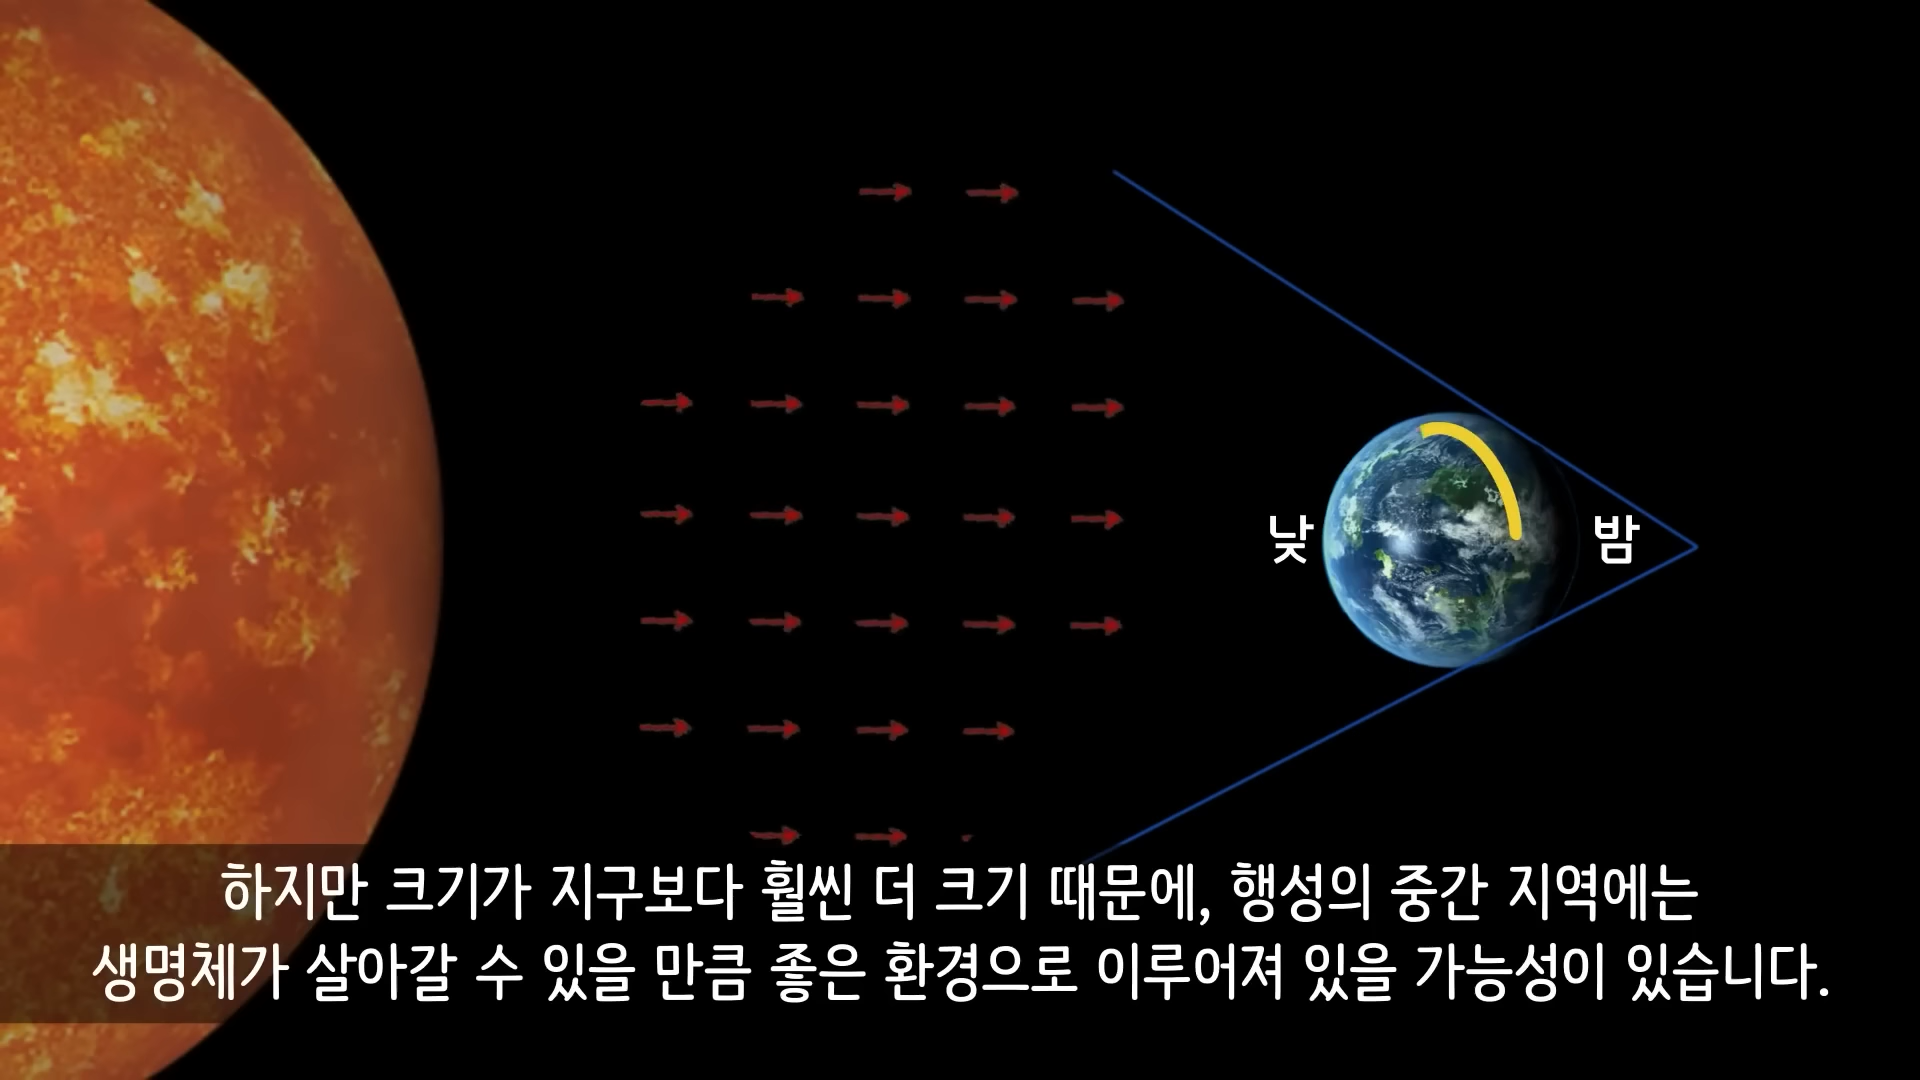 낮
밤
하지만 크기가 지구보다 훨씬 더 크기 때문에, 행성의 중간 지역에는
생명체가 살아갈 수 있을 만큼 좋은 환경으로 이루어져 있을 가능성이 있습니다.